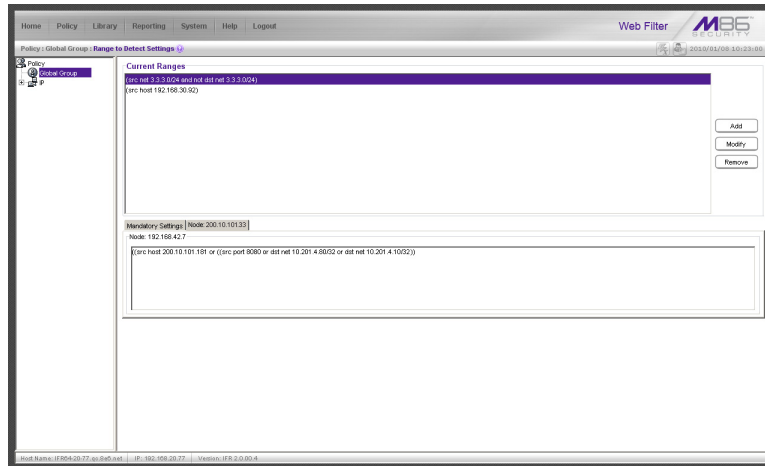 Home Policy Library Reporting System Help Logout
Web Filter
M86 SECURITY
Policy : Global Group : Range to Detect Settings
2010/01/08 10:23:00
Policy
Global Group
IP
Current Ranges
(src net 3.3.3.0/24 and not dst net 3.3.3.0/24)
(src host 192.168.30.92)
Add
Modify
Remove
Mandatory Settings Node: 200.10.101.33
Node: 192.168.42.7
((src host 200.10.101.181 or ((src port 8080 or dst net 10.201.4.80/32 or dst net 10.201.4.10/32))
Host Name: IFR64-20-77.qc.8e6.net IP: 192.168.20.77 Version: IFR 2.0.00.4